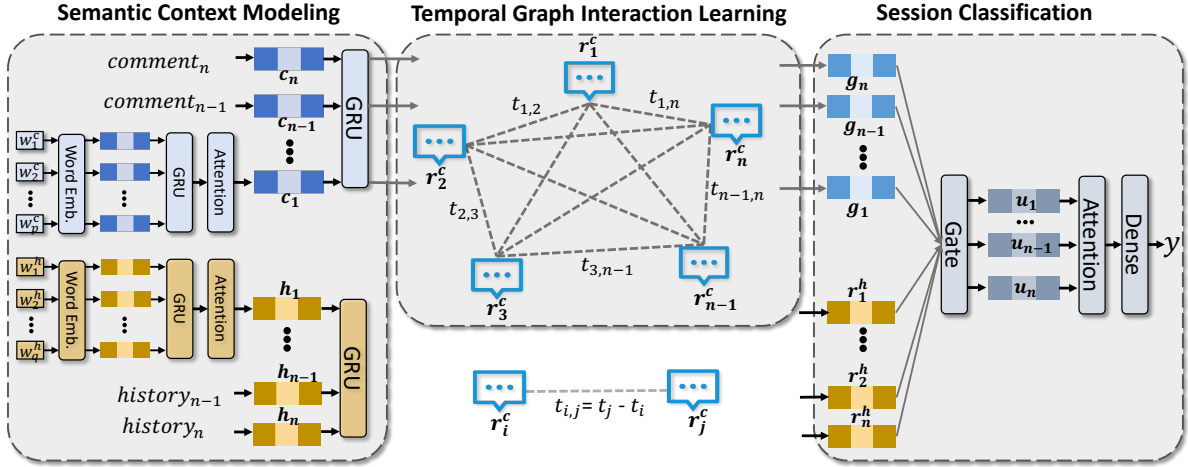 Semantic Context Modeling
comment_n
c_n
comment_{n-1}
c_{n-1}
GRU
w_1^c
w_2^c
w_p^c
Word Emb.
GRU
Attention
c_1
w_1^h
w_2^h
w_q^h
Word Emb.
GRU
Attention
h_1
h_{n-1}
history_{n-1}
h_n
history_n
GRU
Temporal Graph Interaction Learning
r_1^c
t_{1,2}
t_{1,n}
r_2^c
r_n^c
t_{2,3}
t_{n-1,n}
t_{3,n-1}
r_3^c
r_{n-1}^c
r_i^c
t_{i,j} = t_j - t_i
r_j^c
Session Classification
g_n
g_{n-1}
g_1
r_1^h
r_2^h
r_n^h
Gate
u_1
u_{n-1}
u_n
Attention
Dense
y